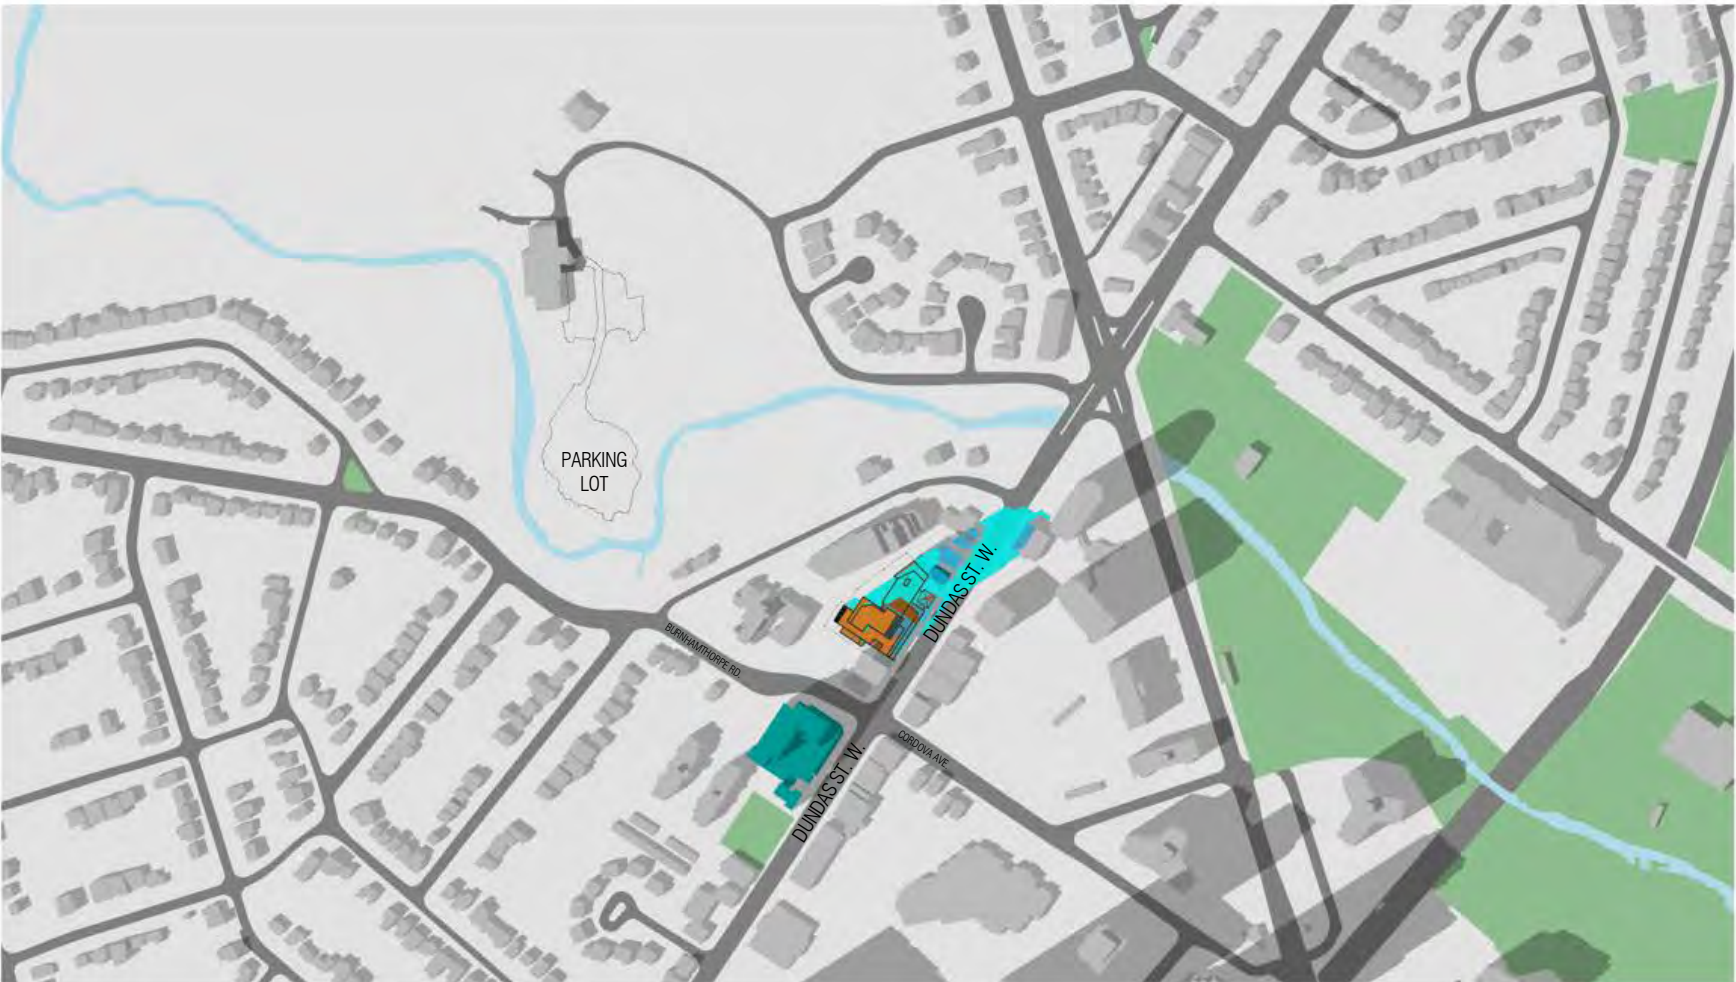 PARKING
LOT
DUNDAS ST. W.
BURNHAMTHORPE RD.
CORDOVA AVE.
DUNDAS ST. W.